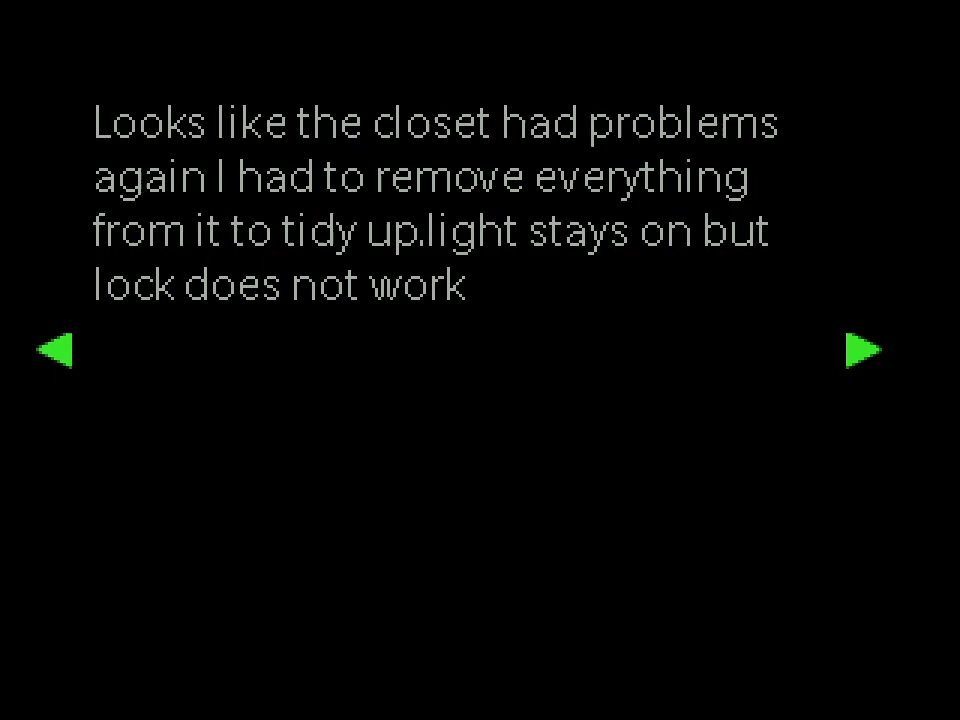 Looks like the closet had problems
again I had to remove everything
from it to tidy up.light stays on but
lock does not work